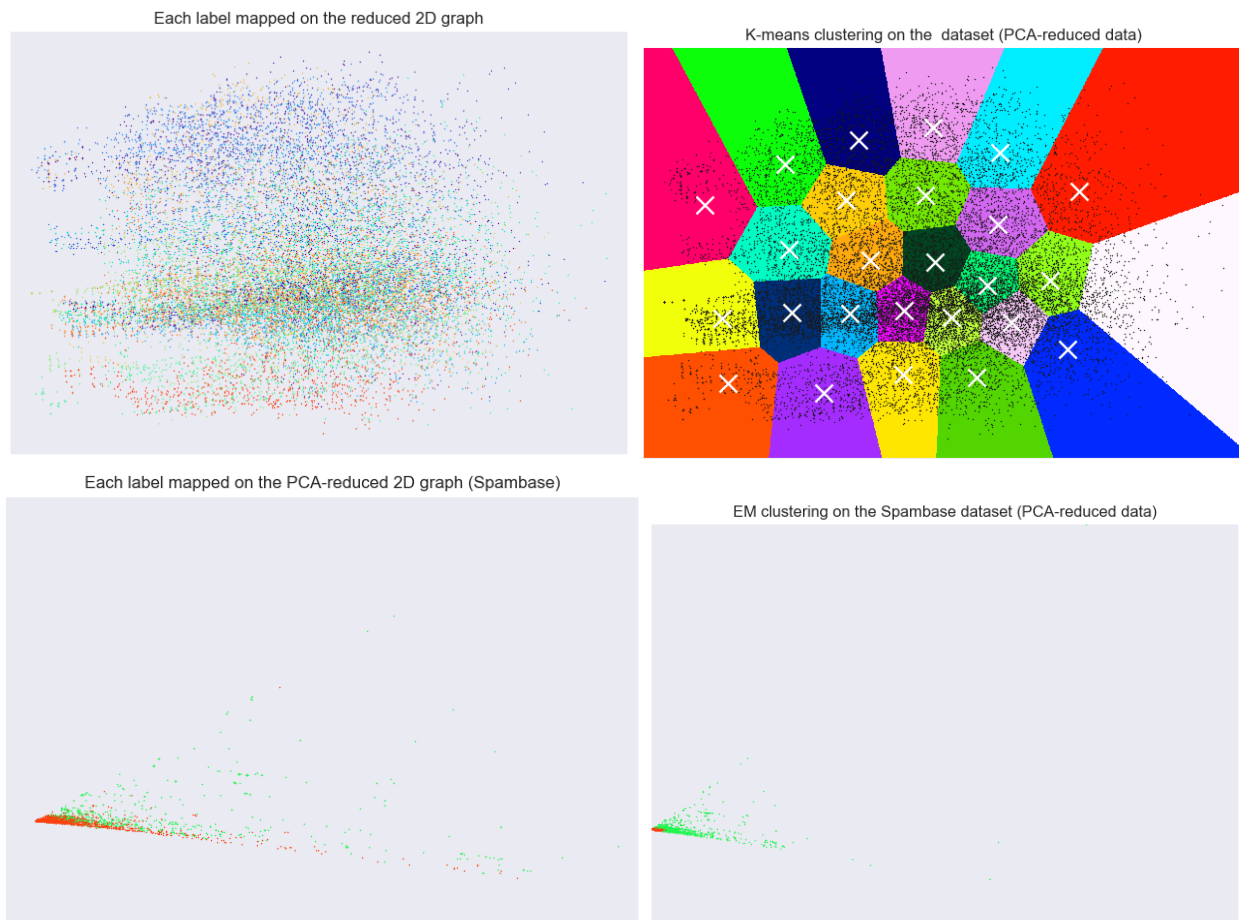 Each label mapped on the reduced 2D graph
K-means clustering on the  dataset (PCA-reduced data)
Each label mapped on the PCA-reduced 2D graph (Spambase)
EM clustering on the Spambase dataset (PCA-reduced data)